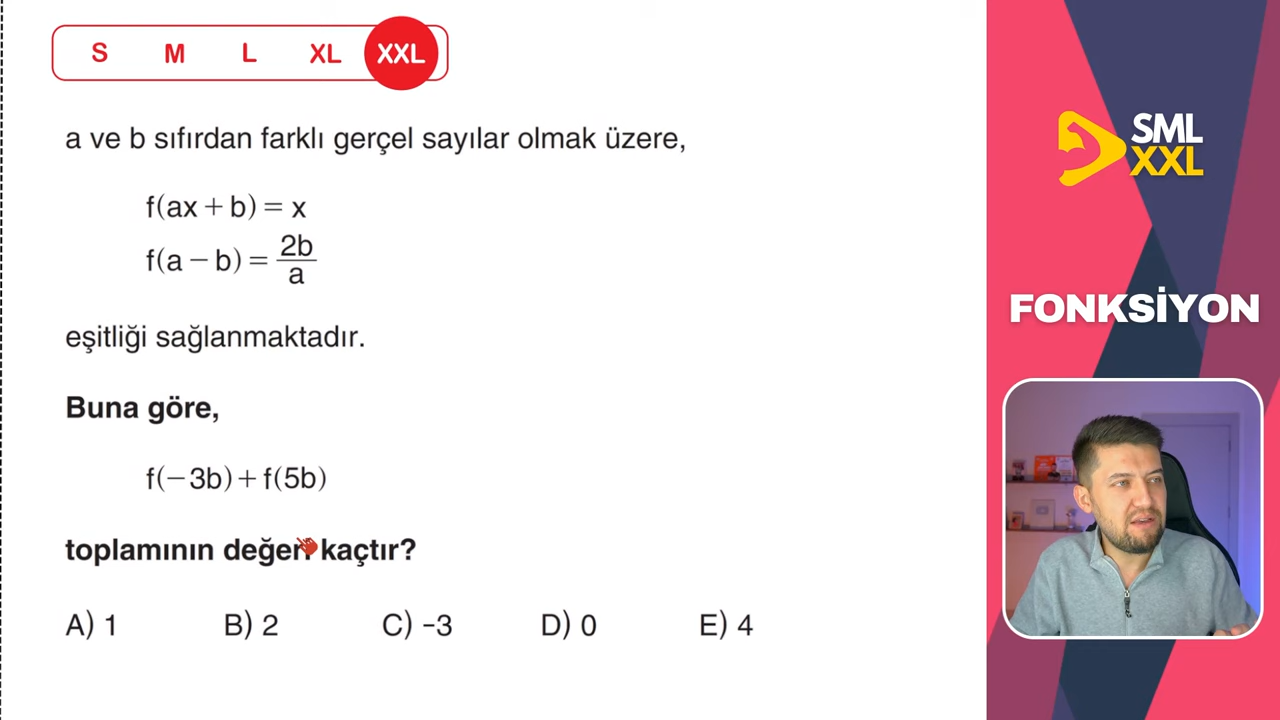 S M L XL XXL
a ve b sıfırdan farklı gerçel sayılar olmak üzere,
f(ax + b) = x
f(a − b) = 2b/a
eşitliği sağlanmaktadır.
Buna göre,
f(−3b) + f(5b)
toplamının değeri kaçtır?
A) 1 B) 2 C) -3 D) 0 E) 4
SML
XXL
FONKSİYON